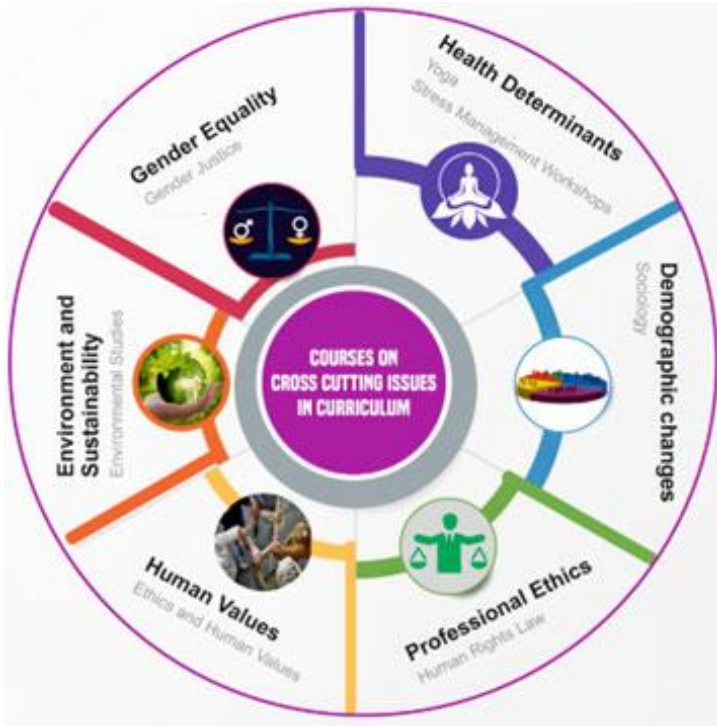 COURSES ON
CROSS CUTTING ISSUES
IN CURRICULUM
Health Determinants
Yoga
Stress Management Workshops
Demographic changes
Sociology
Professional Ethics
Human Rights Law
Human Values
Ethics and Human Values
Environment and
Sustainability
Environmental Studies
Gender Equality
Gender Justice